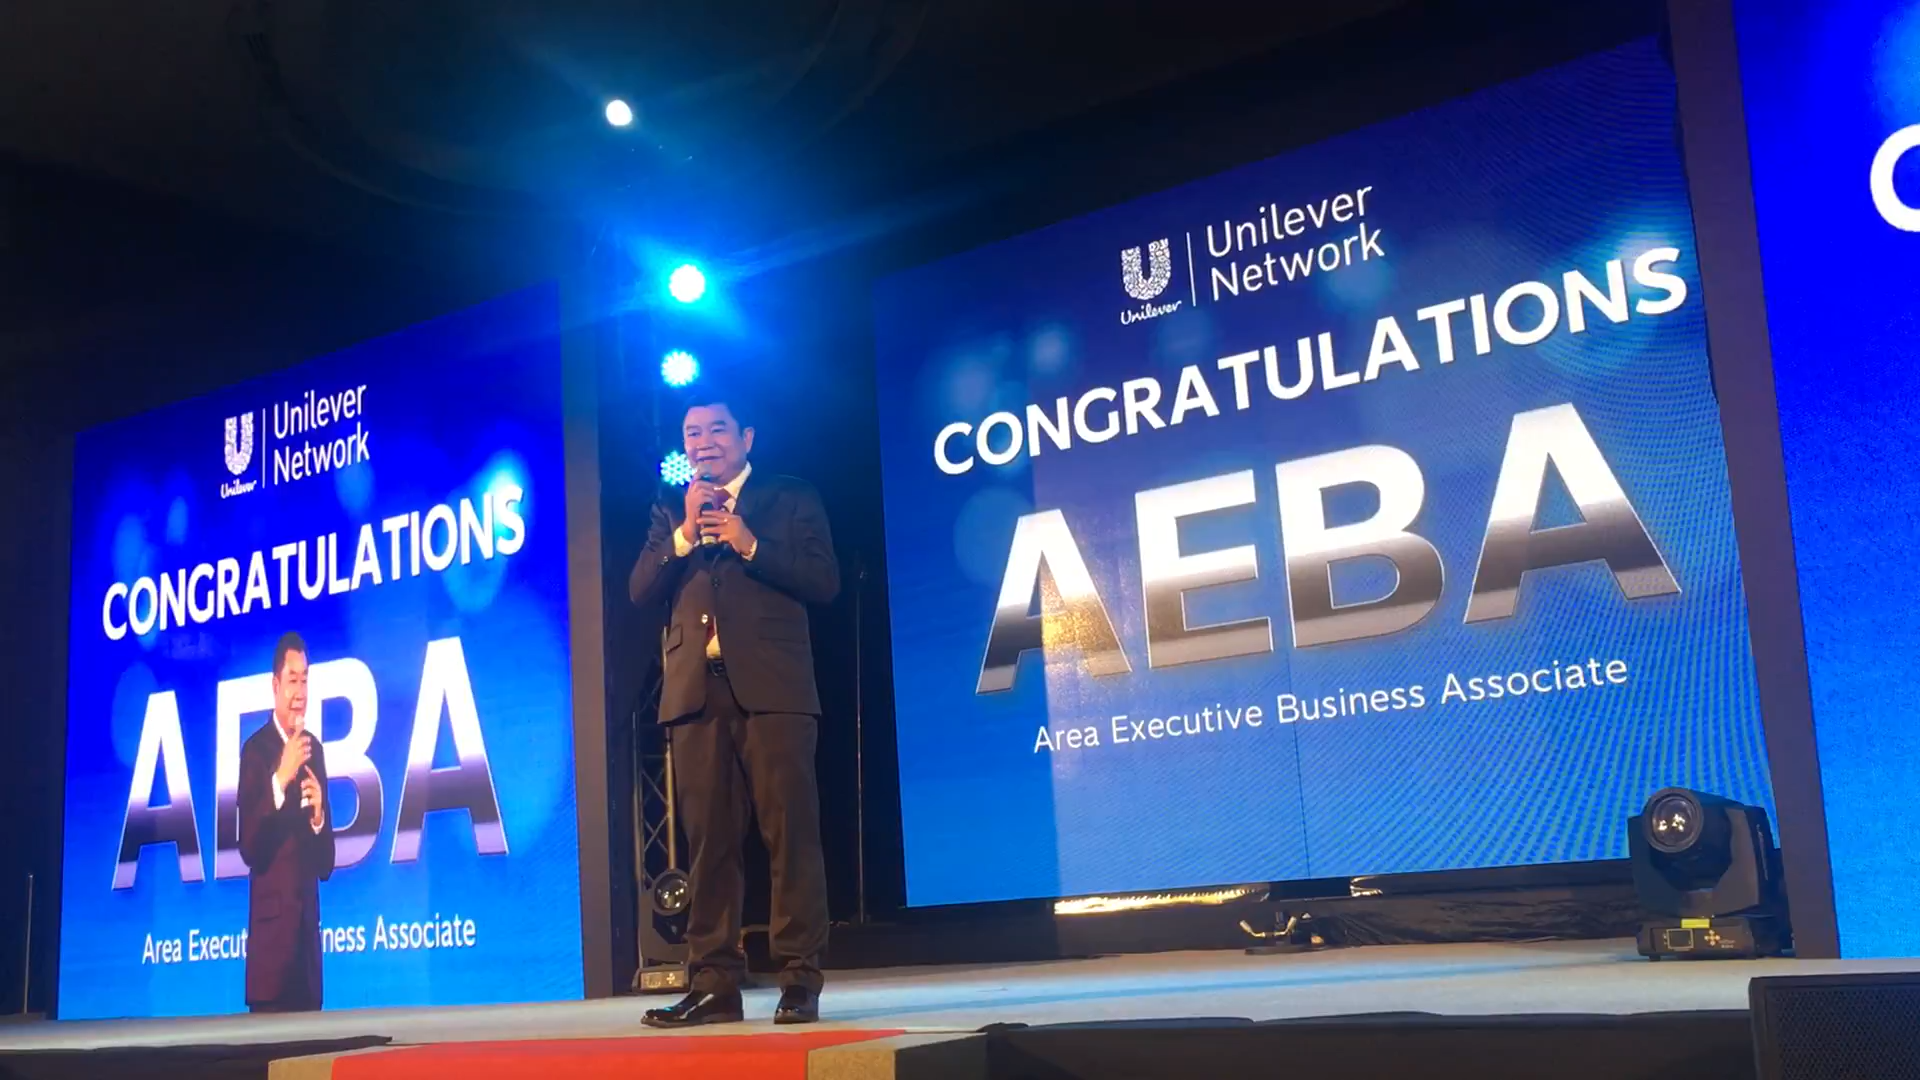 Unilever
Network
Unilever
CONGRATULATIONS
AEBA
Area Execut ness Associate
Unilever
Network
Unilever
CONGRATULATIONS
AEBA
Area Executive Business Associate
C